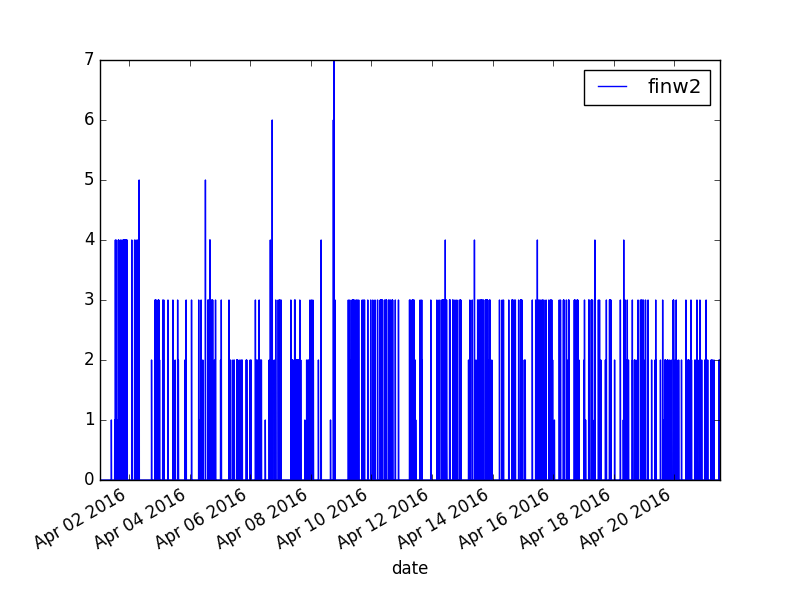 7
finw2
6
5
4
3
2
1
0
Apr 02 2016
Apr 04 2016
Apr 06 2016
Apr 08 2016
Apr 10 2016
Apr 12 2016
Apr 14 2016
Apr 16 2016
Apr 18 2016
Apr 20 2016
date